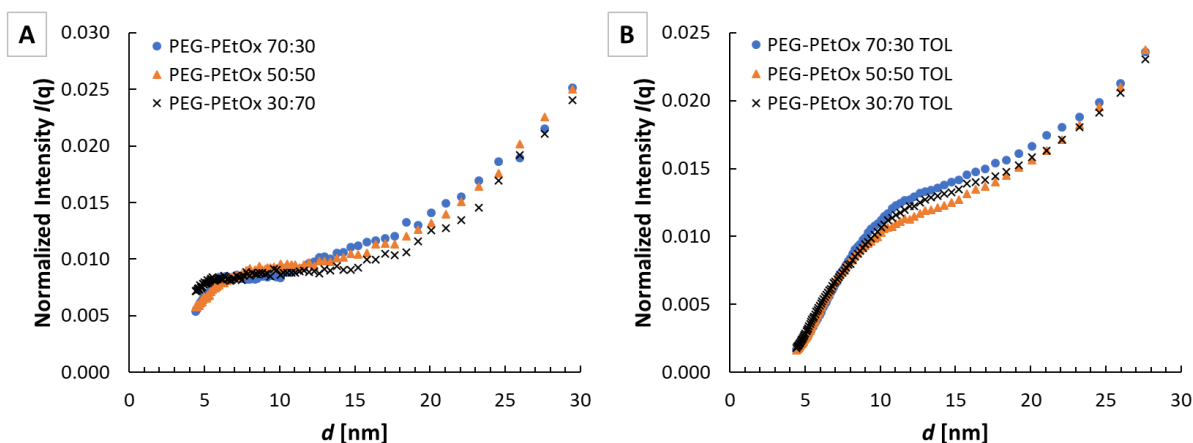 A
PEG-PEtOx 70:30
PEG-PEtOx 50:50
PEG-PEtOx 30:70
Normalized Intensity I(q)
0.030
0.025
0.020
0.015
0.010
0.005
0.000
0 5 10 15 20 25 30
d [nm]
B
PEG-PEtOx 70:30 TOL
PEG-PEtOx 50:50 TOL
PEG-PEtOx 30:70 TOL
Normalized Intensity I(q)
0.025
0.020
0.015
0.010
0.005
0.000
0 5 10 15 20 25 30
d [nm]